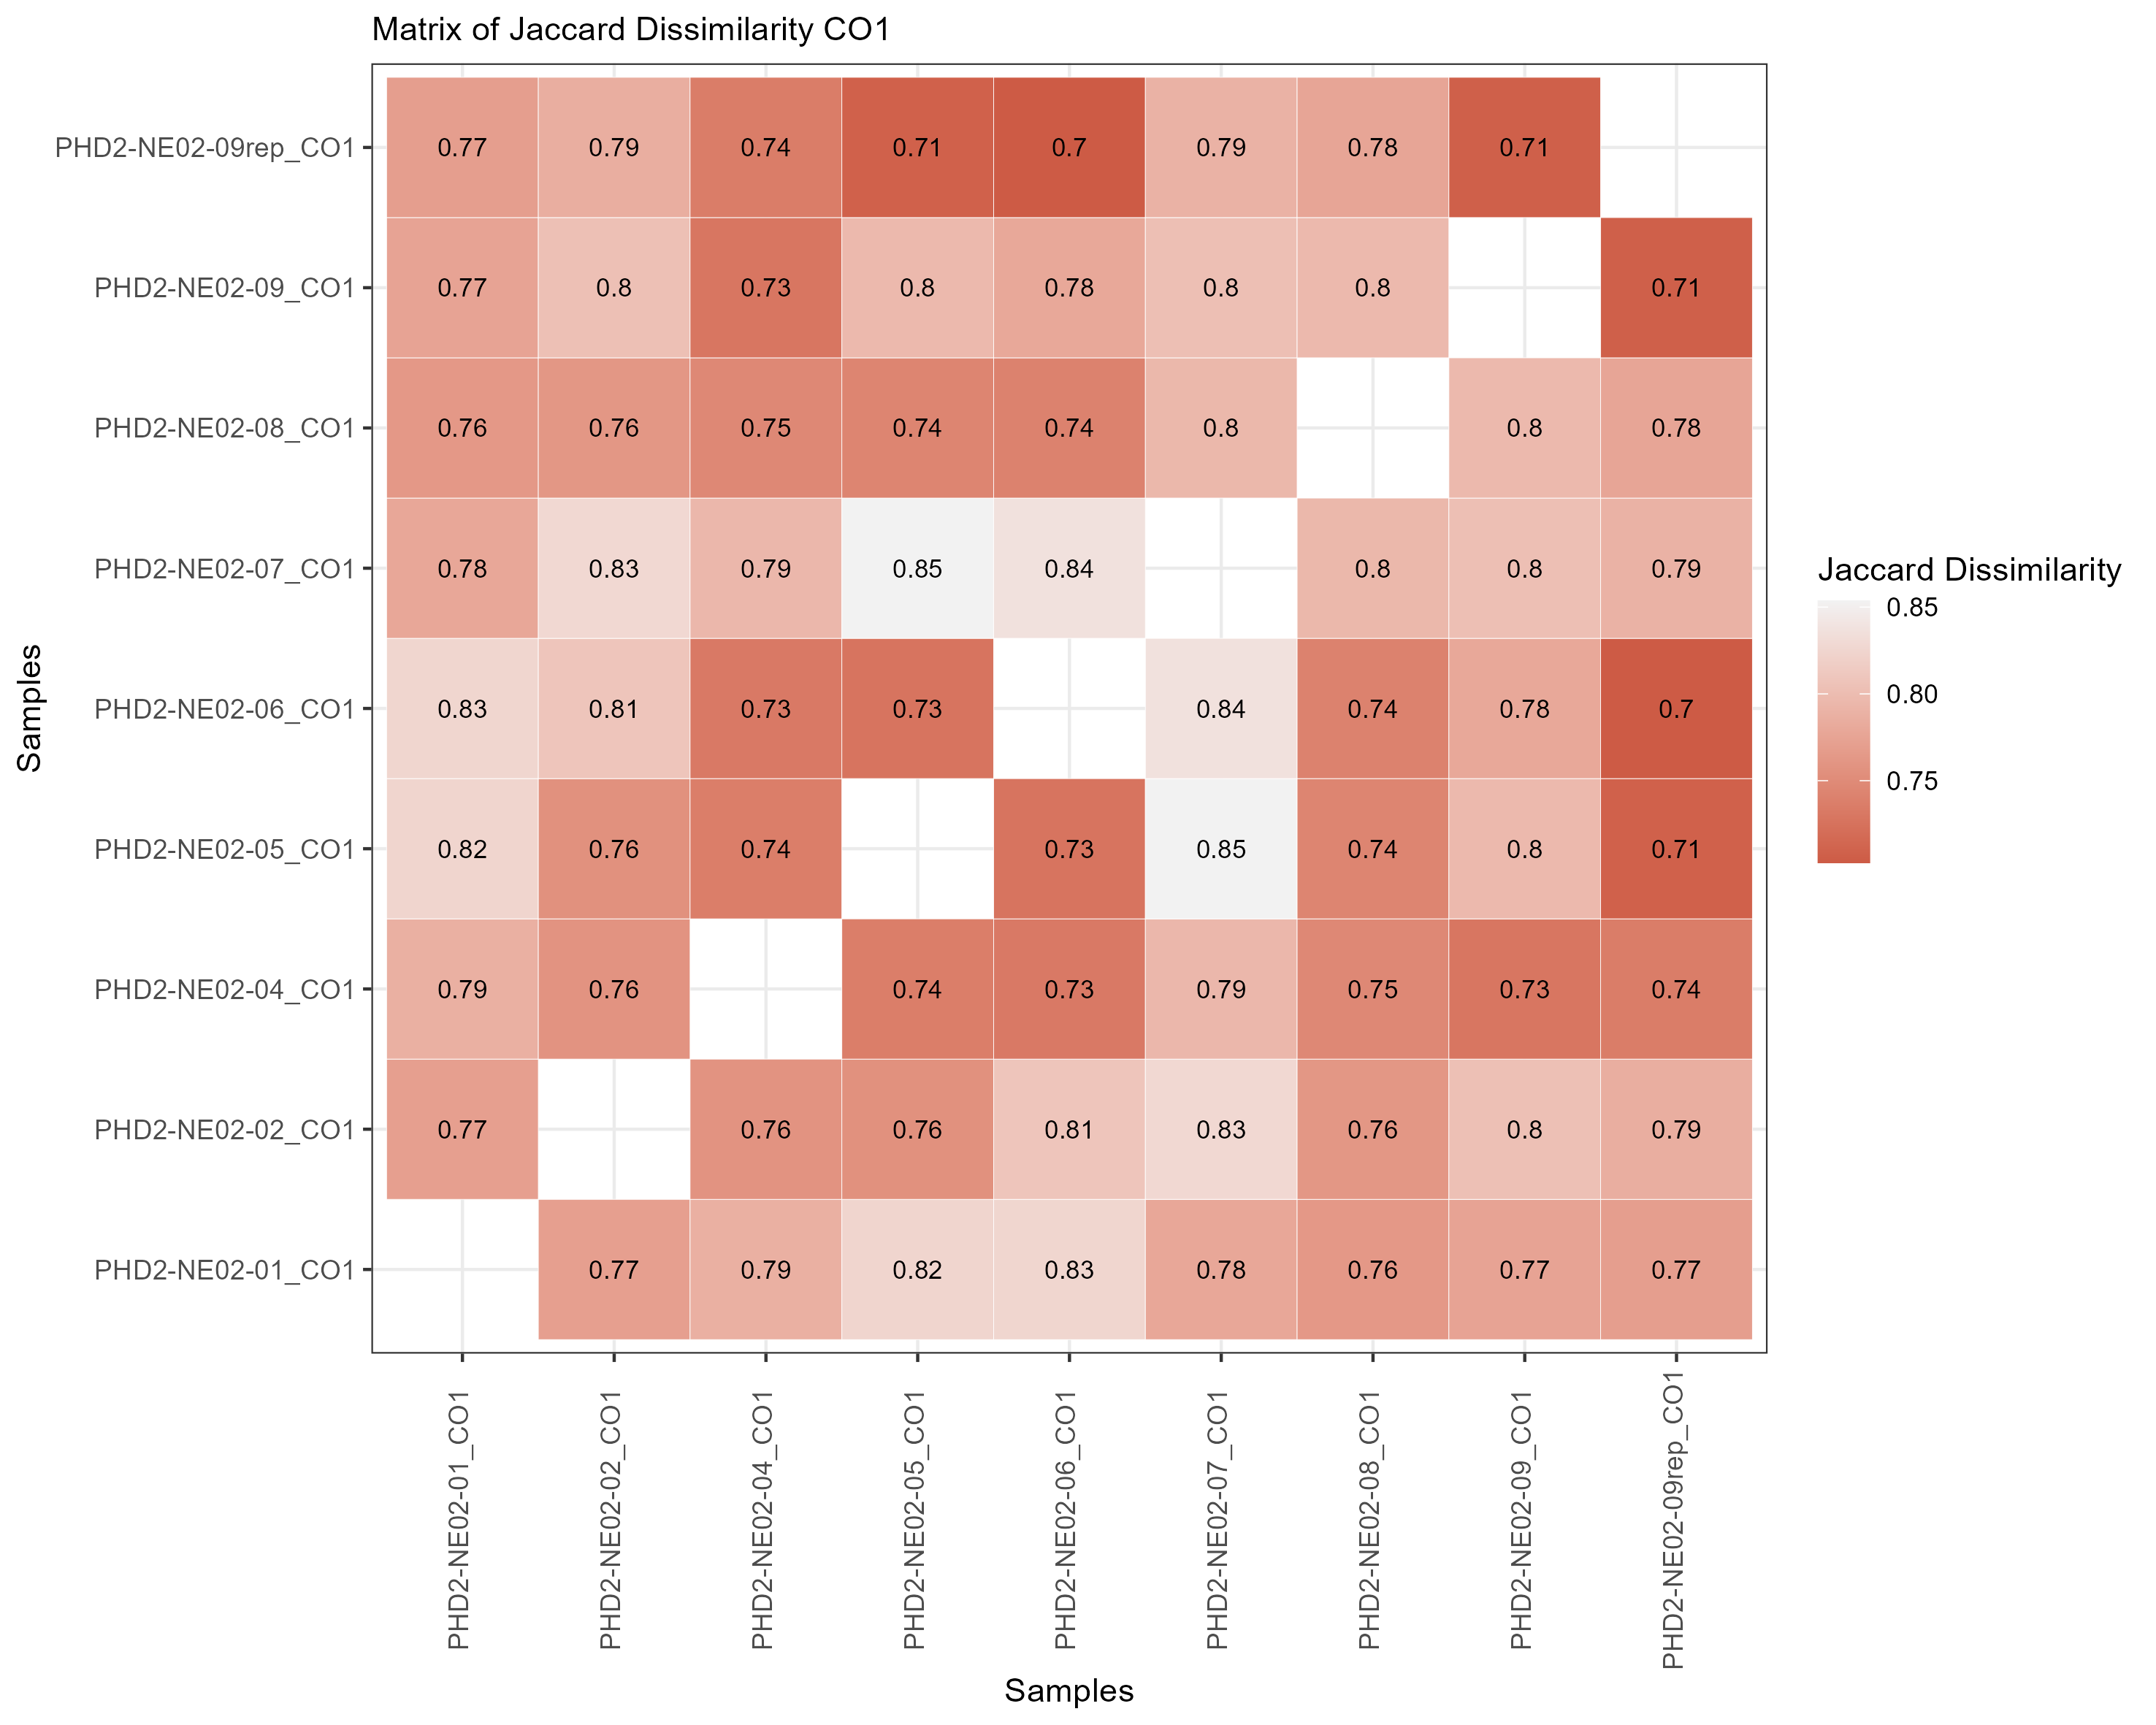 Matrix of Jaccard Dissimilarity CO1
PHD2-NE02-09rep_CO1 0.77 0.79 0.74 0.71 0.7 0.79 0.78 0.71
PHD2-NE02-09_CO1 0.77 0.8 0.73 0.8 0.78 0.8 0.8 0.71
PHD2-NE02-08_CO1 0.76 0.76 0.75 0.74 0.74 0.8 0.8 0.78
PHD2-NE02-07_CO1 0.78 0.83 0.79 0.85 0.84 0.8 0.8 0.79
PHD2-NE02-06_CO1 0.83 0.81 0.73 0.73 0.84 0.74 0.78 0.7
PHD2-NE02-05_CO1 0.82 0.76 0.74 0.73 0.85 0.74 0.8 0.71
PHD2-NE02-04_CO1 0.79 0.76 0.74 0.73 0.79 0.75 0.73 0.74
PHD2-NE02-02_CO1 0.77 0.76 0.76 0.81 0.83 0.76 0.8 0.79
PHD2-NE02-01_CO1 0.77 0.79 0.82 0.83 0.78 0.76 0.77 0.77
Samples
PHD2-NE02-01_CO1
PHD2-NE02-02_CO1
PHD2-NE02-04_CO1
PHD2-NE02-05_CO1
PHD2-NE02-06_CO1
PHD2-NE02-07_CO1
PHD2-NE02-08_CO1
PHD2-NE02-09_CO1
PHD2-NE02-09rep_CO1
Samples
Jaccard Dissimilarity
0.85
0.80
0.75